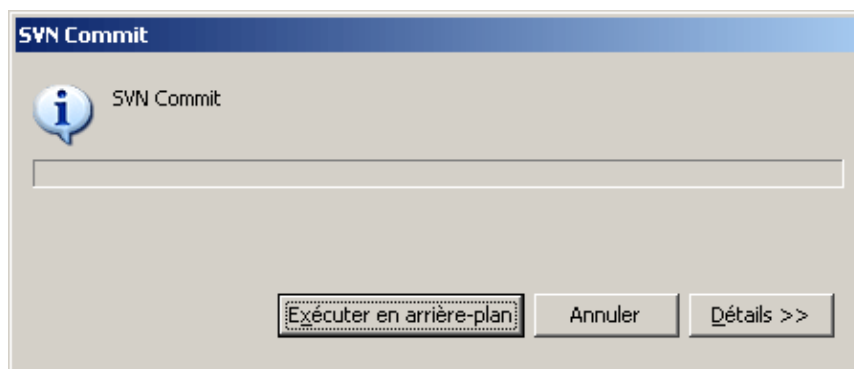 SVN Commit
SVN Commit
Exécuter en arrière-plan Annuler Détails >>